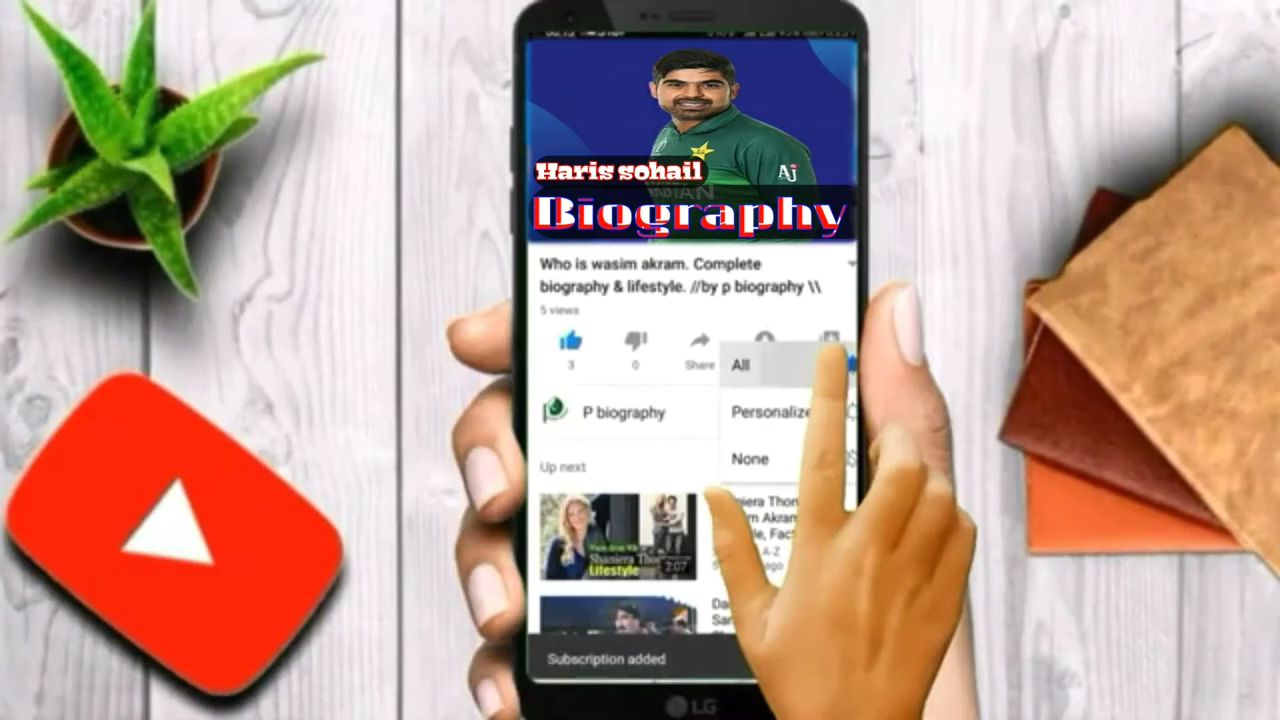 Haris sohail
Aj
Biography
Who is wasim akram. Complete
biography & lifestyle. //by p biography \\
5 views
3
0
Share
All
P biography
Personalize
None
Up next
Lifestyle
2:07
A-Z
Subscription added
LG